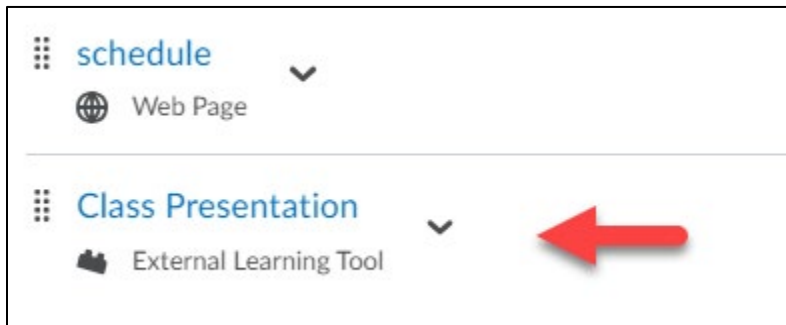 schedule
Web Page
Class Presentation
External Learning Tool